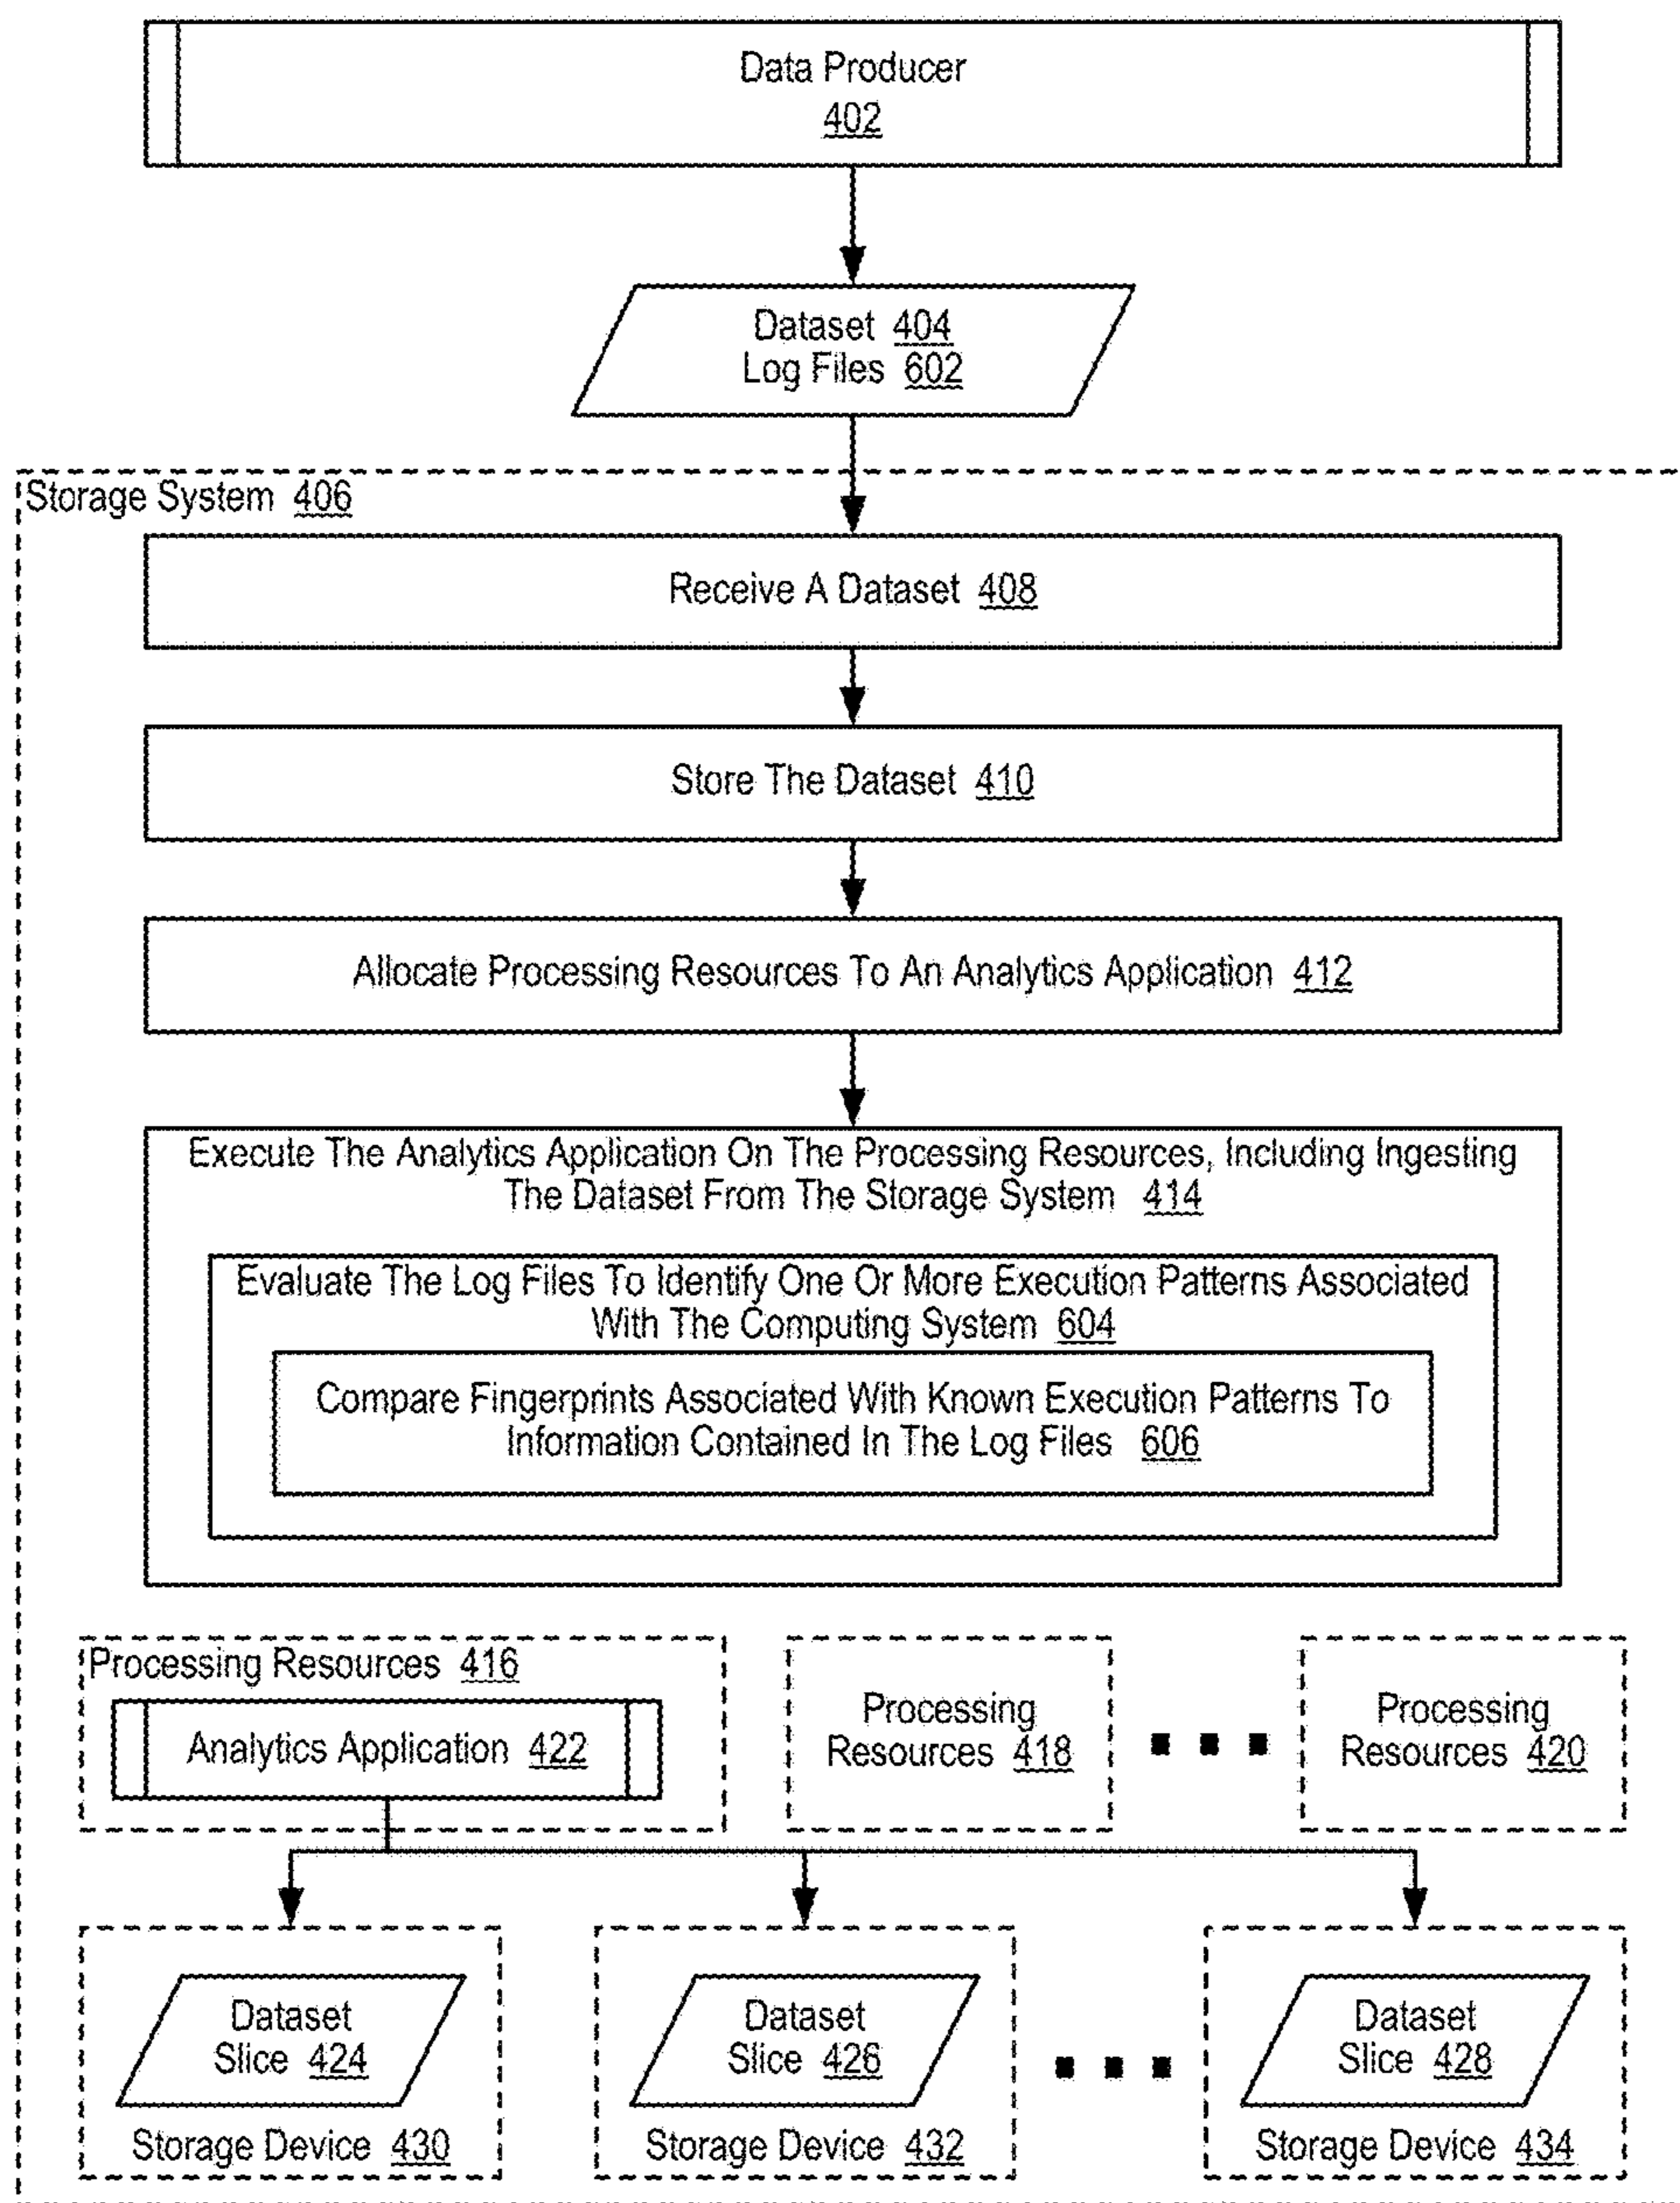 Data Producer
402
Dataset 404
Log Files 602
Storage System 406
Receive A Dataset 408
Store The Dataset 410
Allocate Processing Resources To An Analytics Application 412
Execute The Analytics Application On The Processing Resources, Including Ingesting
The Dataset From The Storage System 414
Evaluate The Log Files To Identify One Or More Execution Patterns Associated
With The Computing System 604
Compare Fingerprints Associated With Known Execution Patterns To
Information Contained In The Log Files 606
Processing Resources 416
Analytics Application 422
Processing
Resources 418
Processing
Resources 420
Dataset
Slice 424
Storage Device 430
Dataset
Slice 426
Storage Device 432
Dataset
Slice 428
Storage Device 434